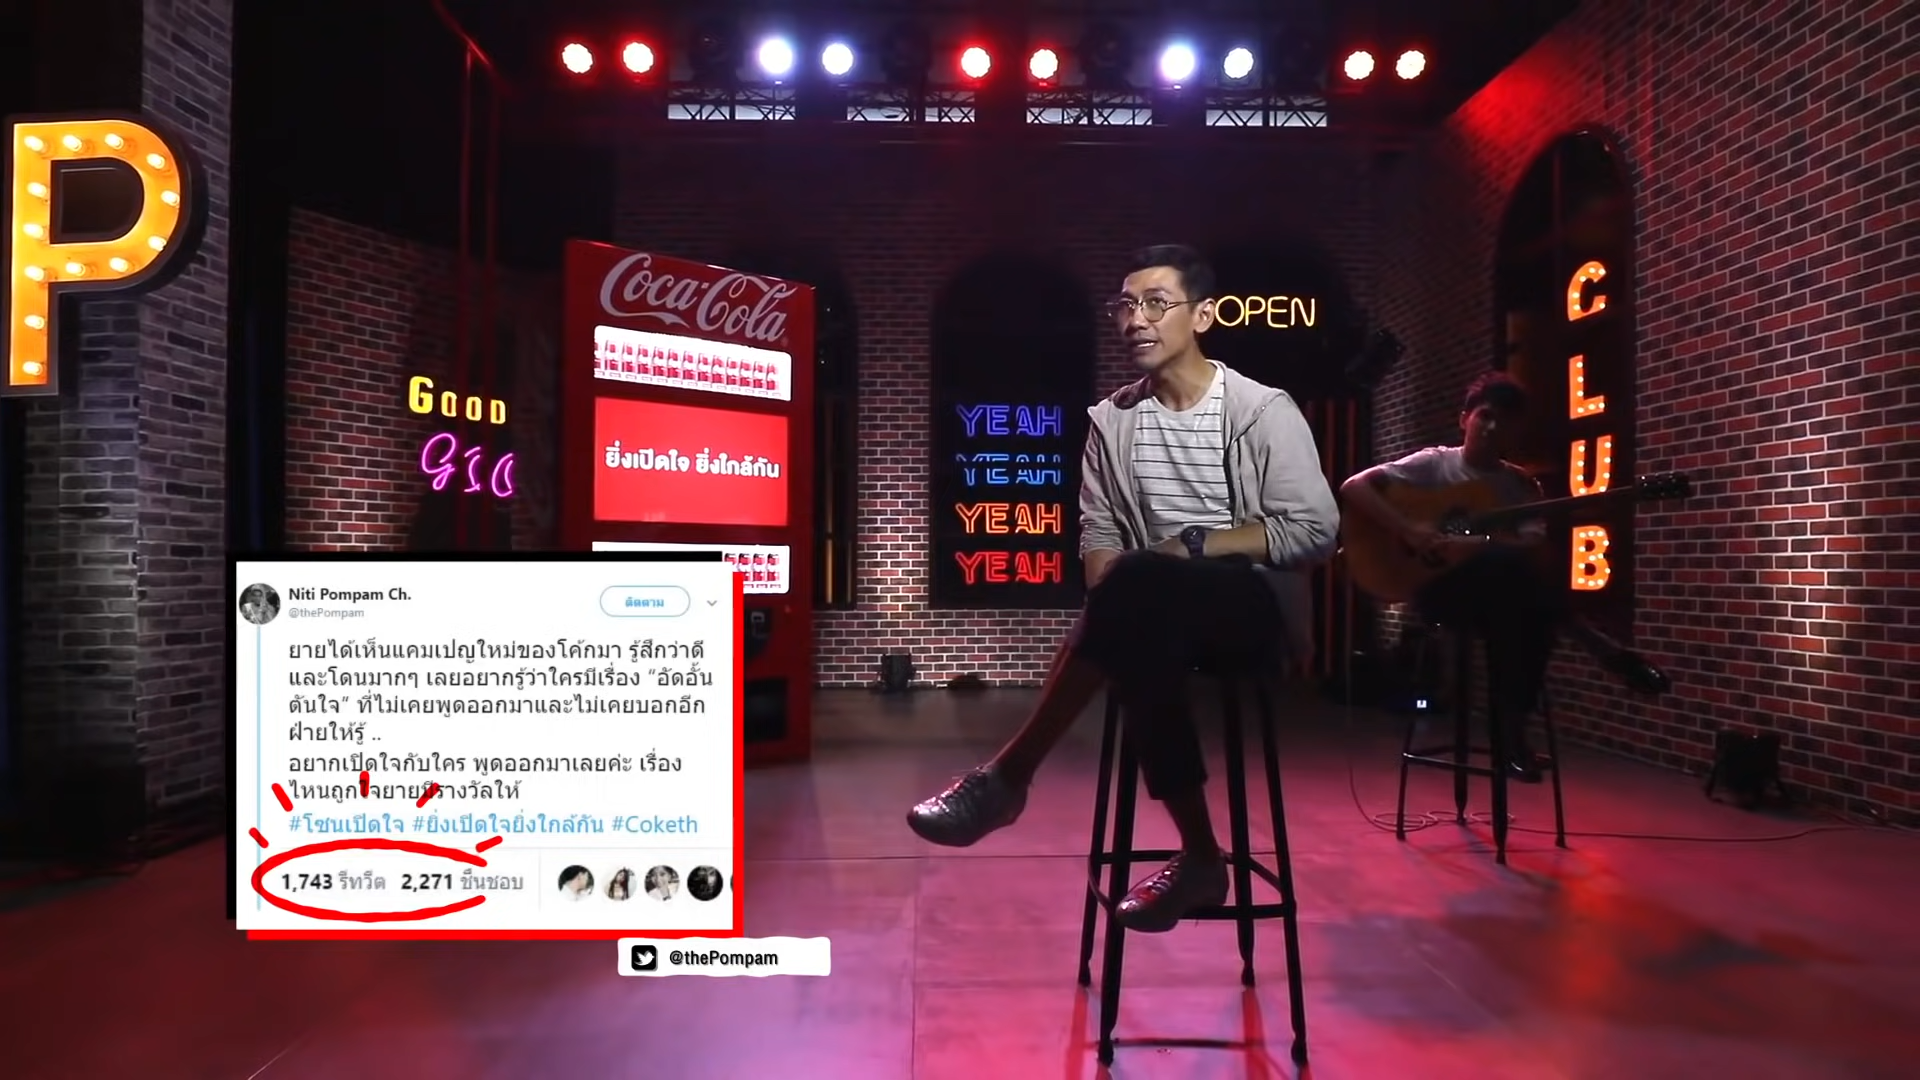 P
GOOD
Coca-Cola
ยิ่งเปิดใจ ยิ่งใกล้กัน
OPEN
YEAH
YEAH
YEAH
YEAH
CLUB
Niti Pompam Ch.
@thePompam
ติดตาม
ยายได้เห็นแคมเปญใหม่ของโค้กมา รู้สึกว่าดี
และโดนมากๆ เลยอยากรู้ว่าใครมีเรื่อง “อัดอั้น
ตันใจ” ที่ไม่เคยพูดออกมาและไม่เคยบอกอีก
ฝ่ายให้รู้ ..
อยากเปิดใจกับใคร พูดออกมาเลยค่ะ เรื่อง
ไหนถูกใจยายมีรางวัลให้
#โซนเปิดใจ #ยิ่งเปิดใจยิ่งใกล้กัน #Coketh
1,743 รีทวีต 2,271 ชื่นชอบ
@thePompam